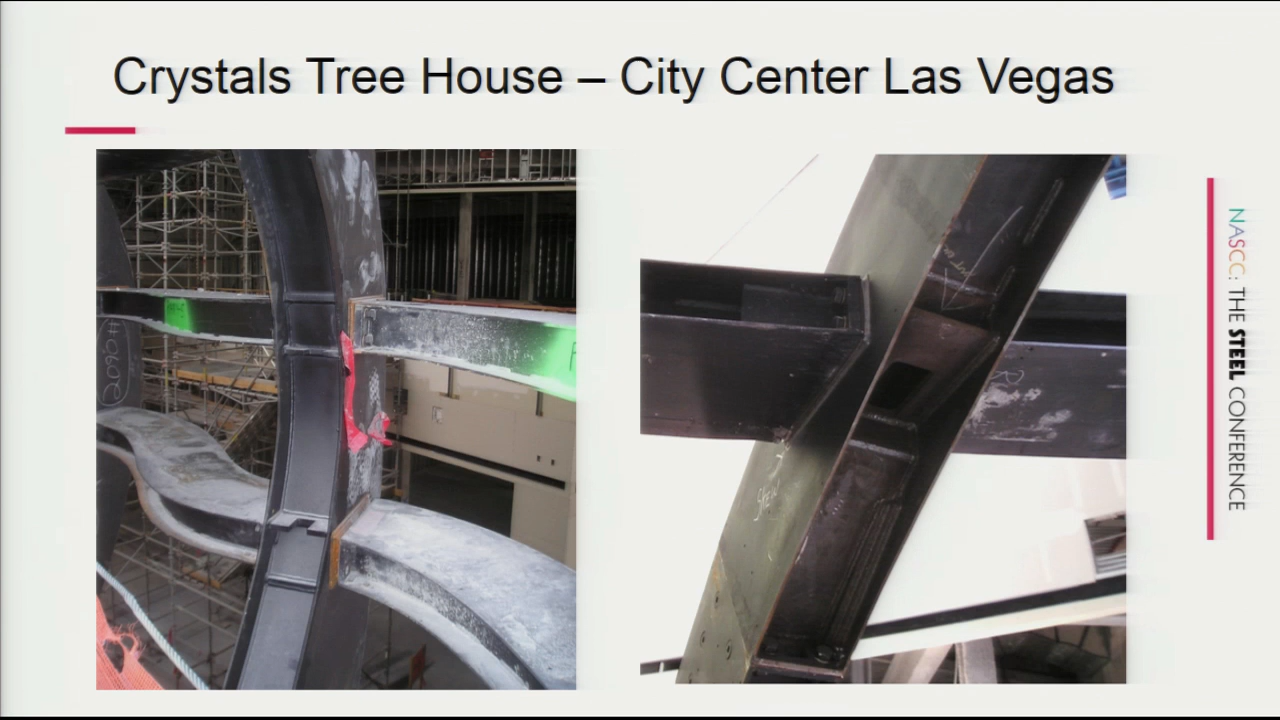 Crystals Tree House – City Center Las Vegas
NASCC: THE STEEL CONFERENCE